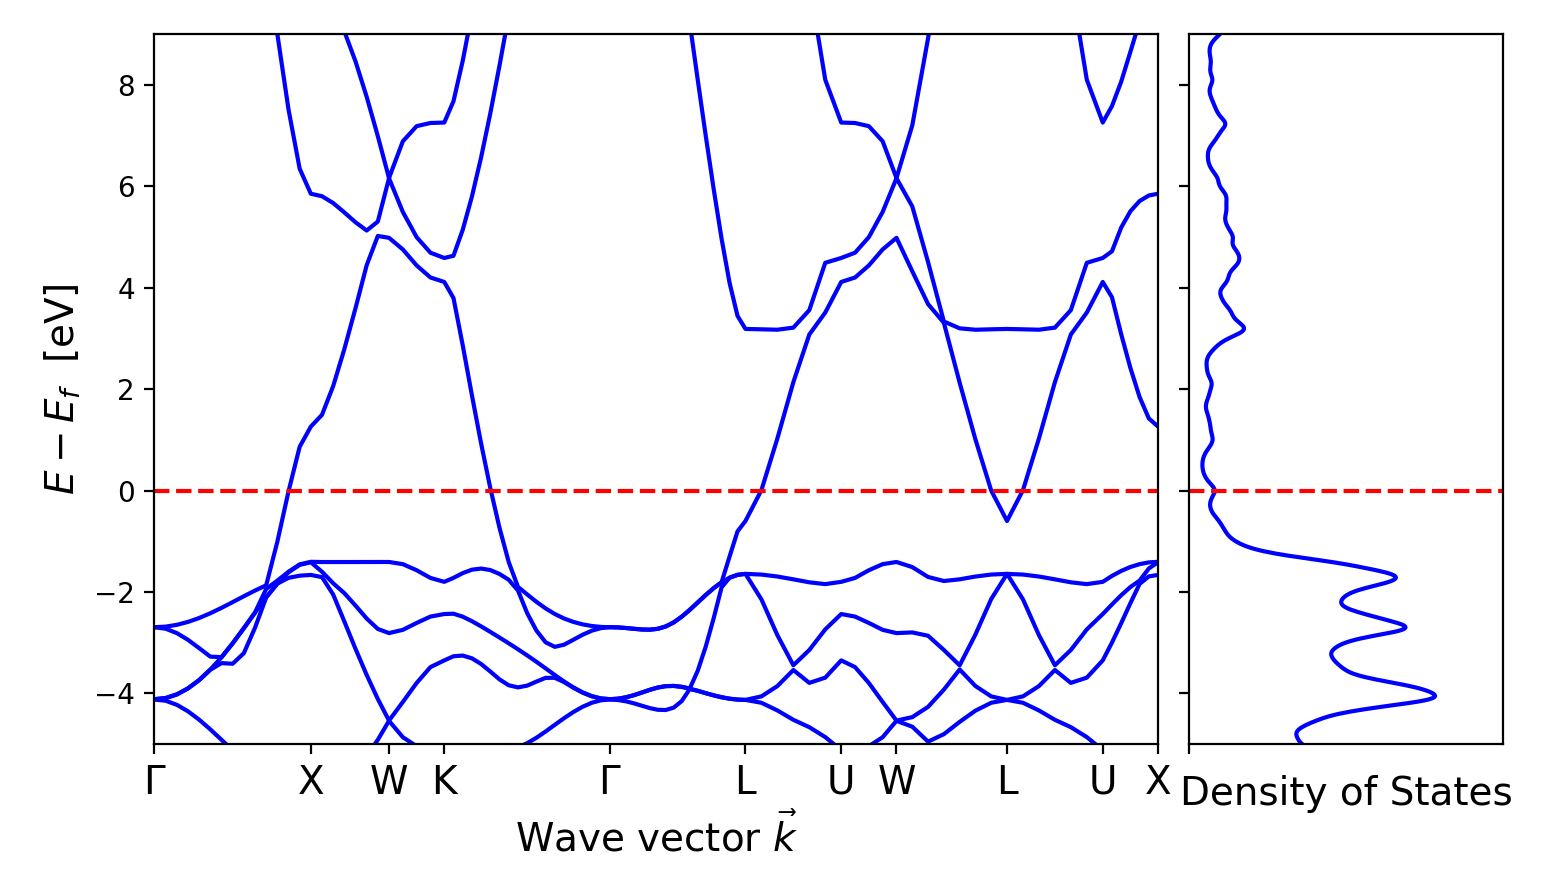 E − E_f [eV]
8
6
4
2
0
−2
−4
Γ X W K Γ L U W L U X
Wave vector k⃗
Density of States